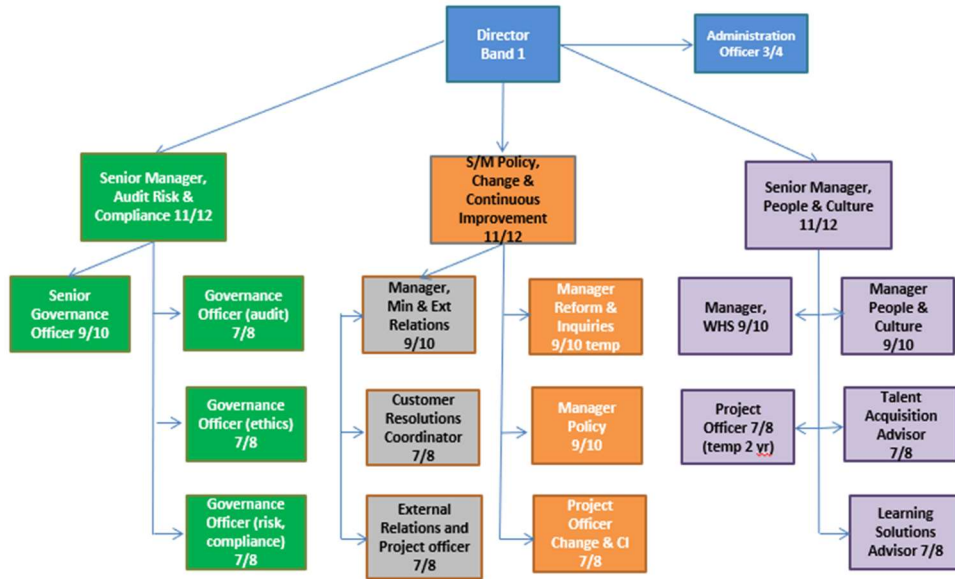 Director
Band 1
Administration
Officer 3/4
Senior Manager,
Audit Risk &
Compliance 11/12
S/M Policy,
Change &
Continuous
Improvement
11/12
Senior Manager,
People & Culture
11/12
Senior
Governance
Officer 9/10
Governance
Officer (audit)
7/8
Manager,
Min & Ext
Relations
9/10
Manager
Reform &
Inquiries
9/10 temp
Manager,
WHS 9/10
Manager
People &
Culture
9/10
Governance
Officer (ethics)
7/8
Customer
Resolutions
Coordinator
7/8
Manager
Policy
9/10
Project
Officer 7/8
(temp 2 yr)
Talent
Acquisition
Advisor
7/8
Governance
Officer (risk,
compliance)
7/8
External
Relations and
Project officer
7/8
Project
Officer
Change & CI
7/8
Learning
Solutions
Advisor 7/8